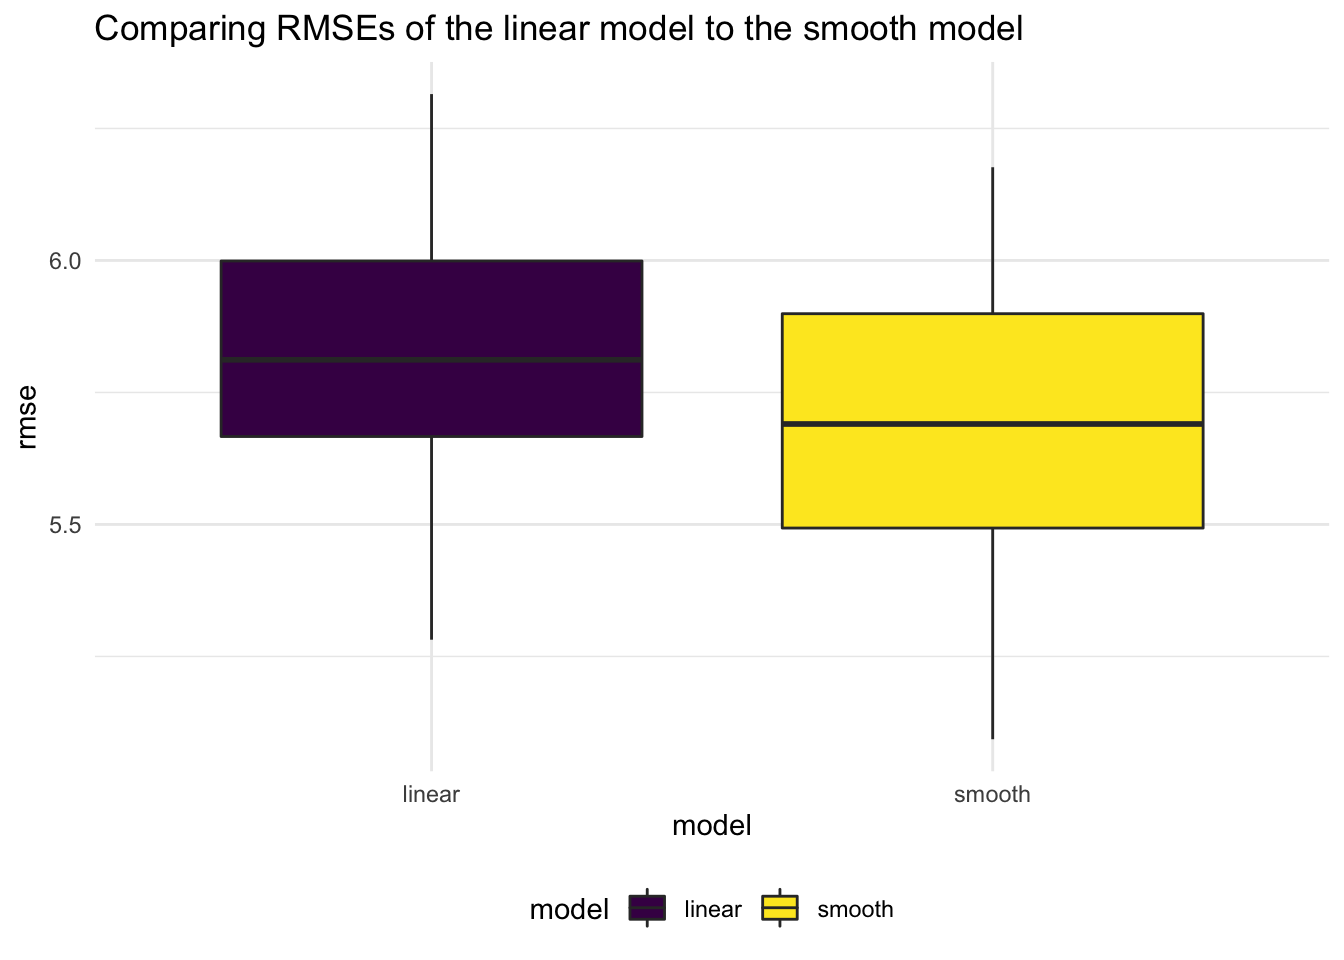 Comparing RMSEs of the linear model to the smooth model
6.0
5.5
rmse
linear
smooth
model
model linear smooth